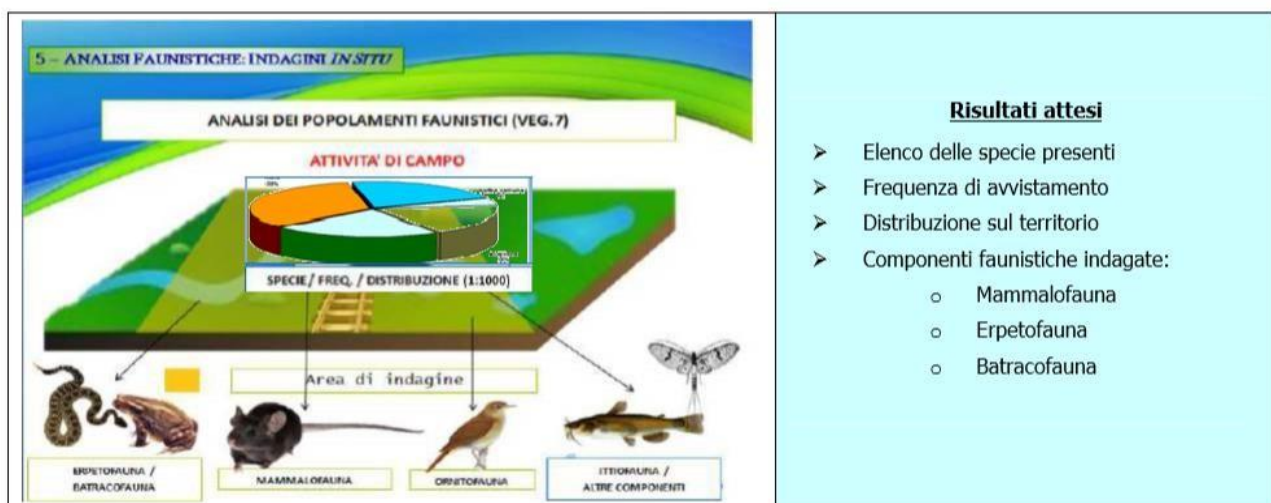 5 – ANALISI FAUNISTICHE: INDAGINI IN SITU
ANALISI DEI POPOLAMENTI FAUNISTICI (VEG.7)
ATTIVITA' DI CAMPO
SPECIE / FREQ. / DISTRIBUZIONE (1:1000)
Area di indagine
ERPETOFAUNA /
BATRACOFAUNA
MAMMALOFAUNA
ORNITOFAUNA
ITTIOFAUNA /
ALTRE COMPONENTI
Risultati attesi
➤ Elenco delle specie presenti
➤ Frequenza di avvistamento
➤ Distribuzione sul territorio
➤ Componenti faunistiche indagate:
o Mammalofauna
o Erpetofauna
o Batracofauna